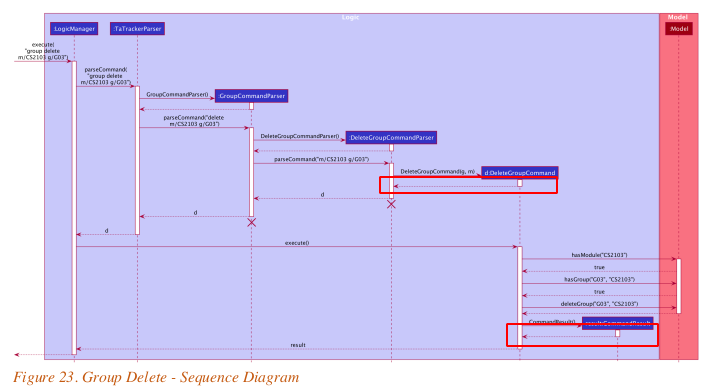 Logic
Model
:LogicManager
:TaTrackerParser
:Model
execute(
"group delete
m/CS2103 g/G03")
parseCommand(
"group delete
m/CS2103 g/G03")
GroupCommandParser()
:GroupCommandParser
parseCommand("delete
m/CS2103 g/G03")
DeleteGroupCommandParser()
:DeleteGroupCommandParser
parseCommand("m/CS2103 g/G03")
DeleteGroupCommand(g, m)
d:DeleteGroupCommand
d
d
d
execute()
hasModule("CS2103")
true
hasGroup("G03", "CS2103")
true
deleteGroup("G03", "CS2103")
CommandResult()
result:CommandResult
result
Figure 23. Group Delete - Sequence Diagram